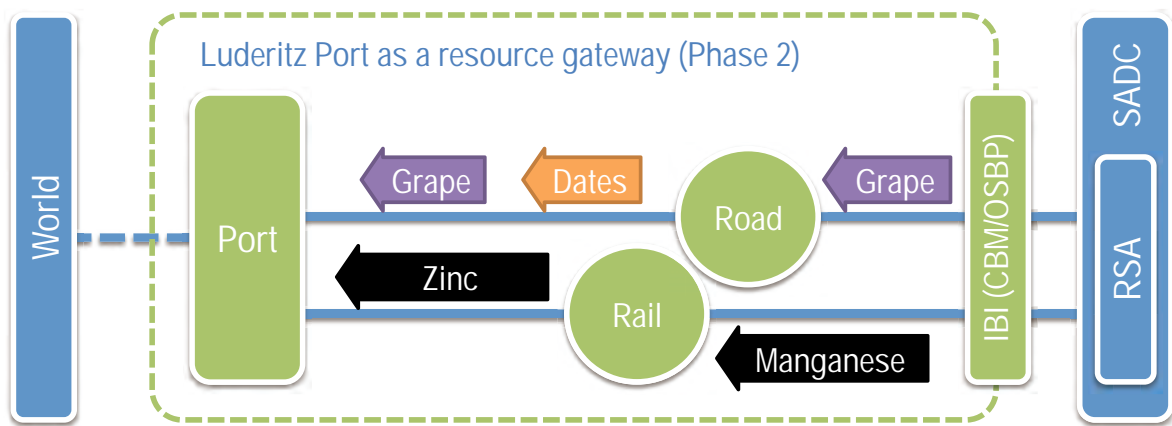 Luderitz Port as a resource gateway (Phase 2)
World
Port
Grape
Dates
Road
Grape
Zinc
Rail
Manganese
IBI (CBM/OSBP)
SADC
RSA